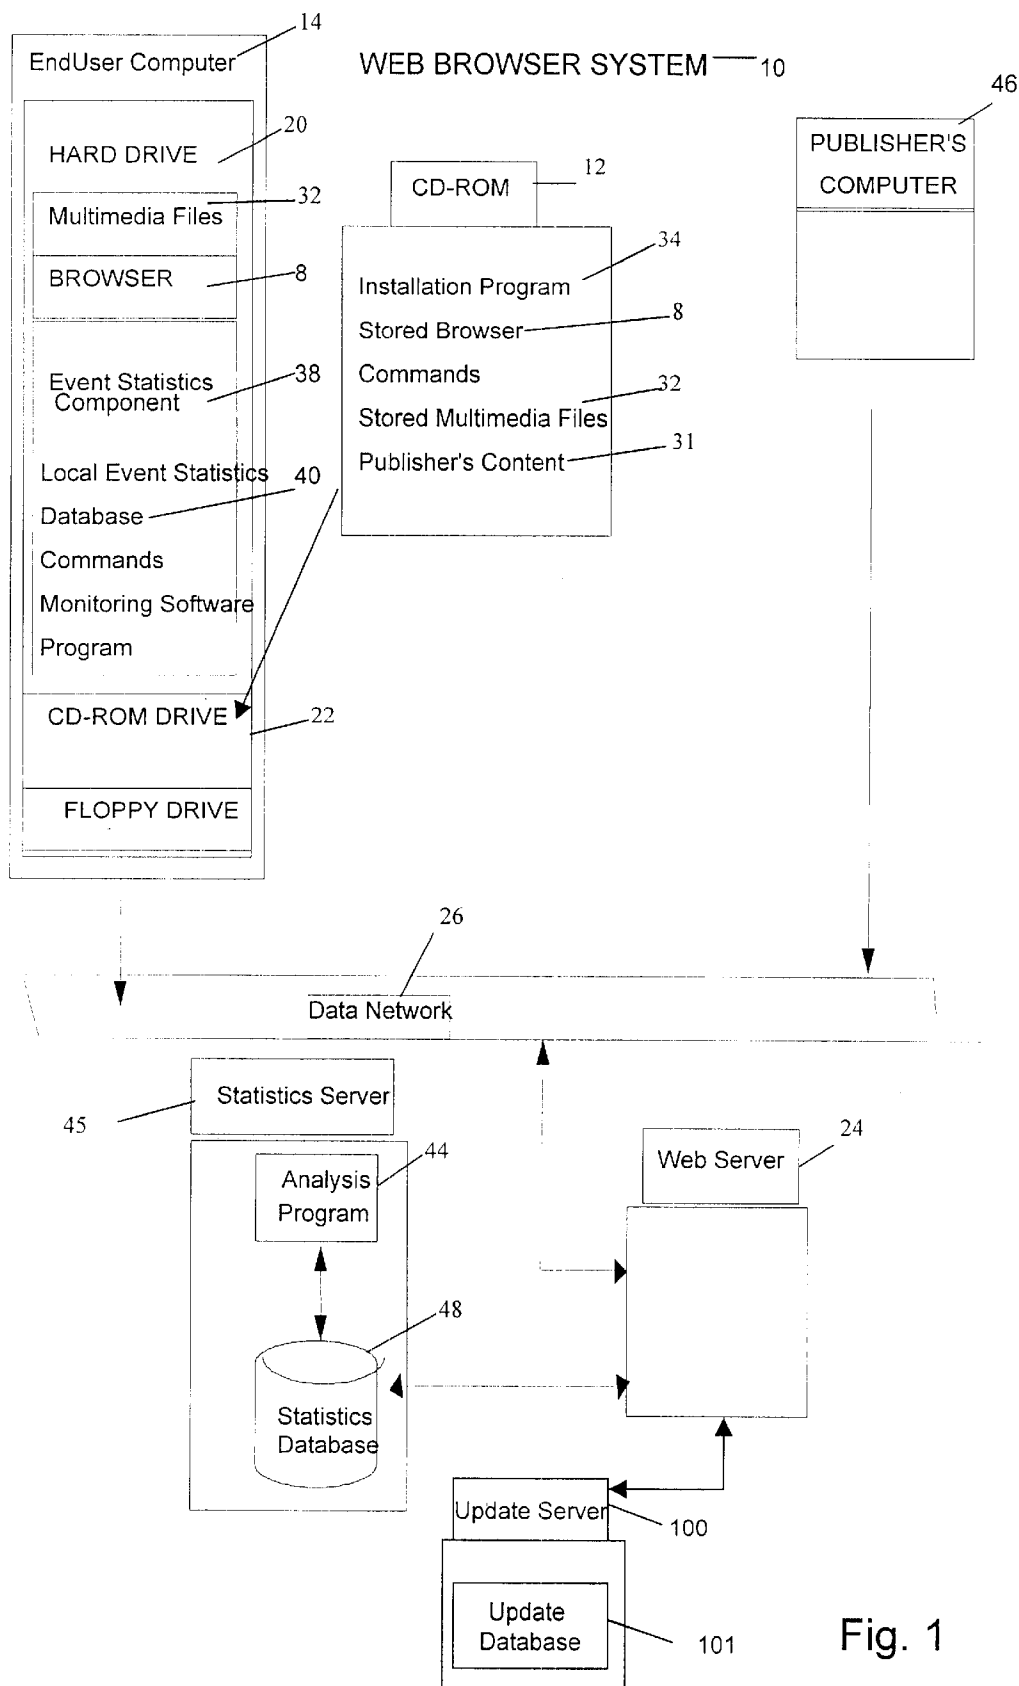 14
EndUser Computer
WEB BROWSER SYSTEM 10
20
HARD DRIVE
32
Multimedia Files
BROWSER 8
Event Statistics
Component 38
Local Event Statistics
Database 40
Commands
Monitoring Software
Program
CD-ROM DRIVE
22
FLOPPY DRIVE
12
CD-ROM
34
Installation Program
Stored Browser 8
Commands
32
Stored Multimedia Files
Publisher's Content 31
46
PUBLISHER'S
COMPUTER
26
Data Network
Statistics Server
45
44
Analysis
Program
48
Statistics
Database
24
Web Server
Update Server
100
Update
Database
101
Fig. 1